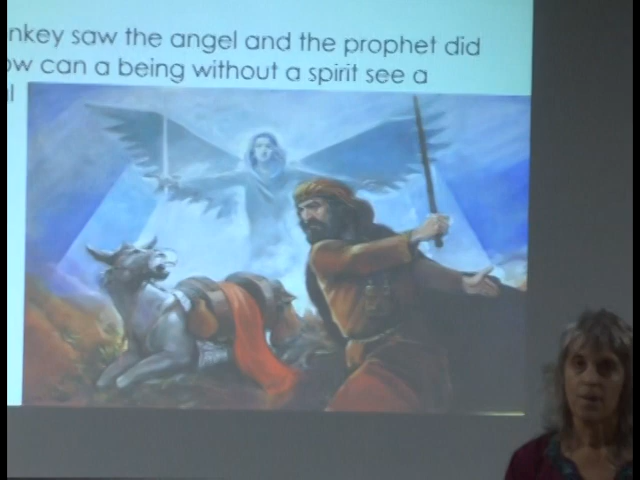 nkey saw the angel and the prophet did
ow can a being without a spirit see a